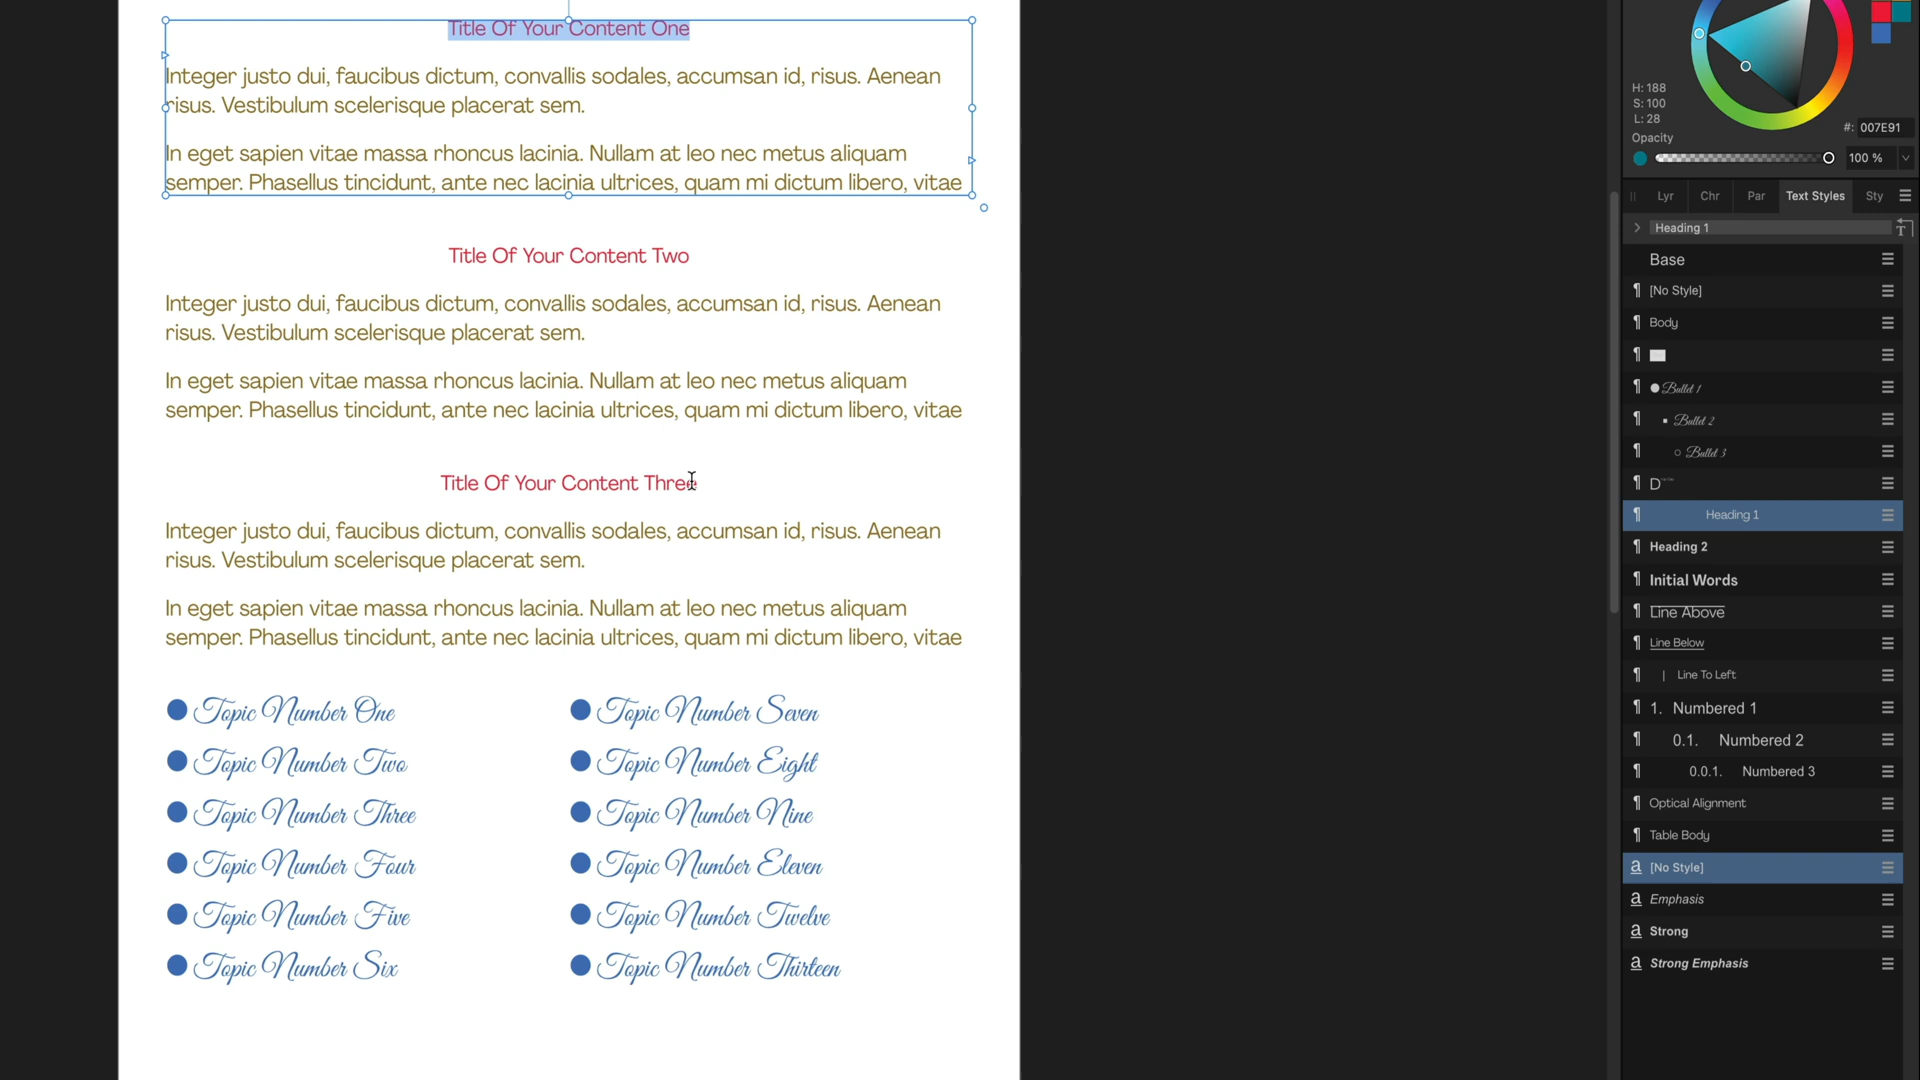 Title Of Your Content One
Integer justo dui, faucibus dictum, convallis sodales, accumsan id, risus. Aenean
risus. Vestibulum scelerisque placerat sem.
In eget sapien vitae massa rhoncus lacinia. Nullam at leo nec metus aliquam
semper. Phasellus tincidunt, ante nec lacinia ultrices, quam mi dictum libero, vitae
Title Of Your Content Two
Integer justo dui, faucibus dictum, convallis sodales, accumsan id, risus. Aenean
risus. Vestibulum scelerisque placerat sem.
In eget sapien vitae massa rhoncus lacinia. Nullam at leo nec metus aliquam
semper. Phasellus tincidunt, ante nec lacinia ultrices, quam mi dictum libero, vitae
Title Of Your Content Three
Integer justo dui, faucibus dictum, convallis sodales, accumsan id, risus. Aenean
risus. Vestibulum scelerisque placerat sem.
In eget sapien vitae massa rhoncus lacinia. Nullam at leo nec metus aliquam
semper. Phasellus tincidunt, ante nec lacinia ultrices, quam mi dictum libero, vitae
Topic Number One
Topic Number Two
Topic Number Three
Topic Number Four
Topic Number Five
Topic Number Six
Topic Number Seven
Topic Number Eight
Topic Number Nine
Topic Number Eleven
Topic Number Twelve
Topic Number Thirteen
H: 188
S: 100
L: 28
#: 007E91
Opacity
100 %
Lyr Chr Par Text Styles Sty
Heading 1
Base
[No Style]
Body
Bullet 1
Bullet 2
Bullet 3
D
Heading 1
Heading 2
Initial Words
Line Above
Line Below
Line To Left
1. Numbered 1
0.1. Numbered 2
0.0.1. Numbered 3
Optical Alignment
Table Body
a [No Style]
a Emphasis
a Strong
a Strong Emphasis